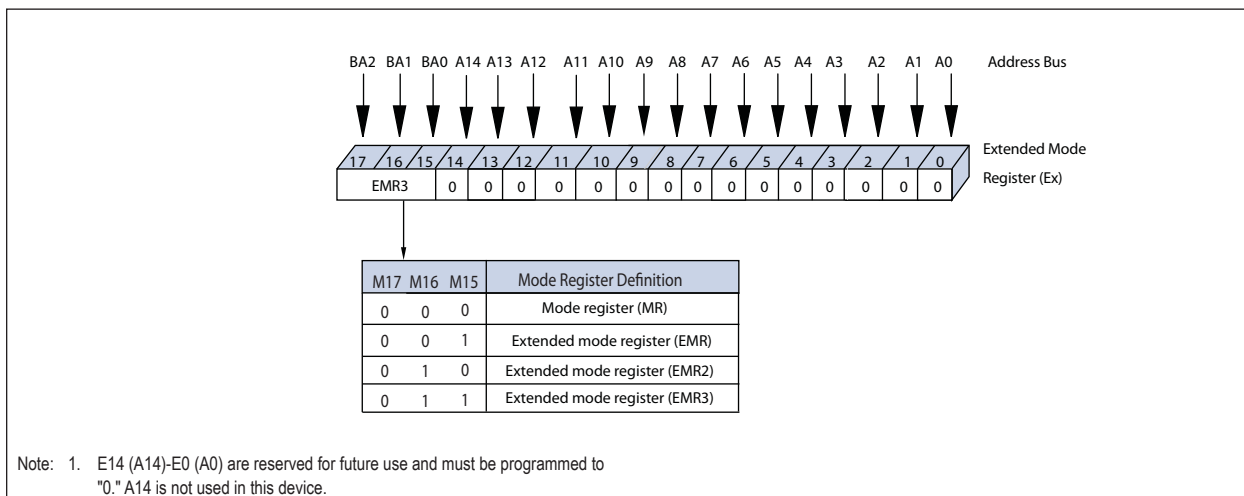 BA2 BA1 BA0 A14 A13 A12 A11 A10 A9 A8 A7 A6 A5 A4 A3 A2 A1 A0 Address Bus
17 16 15 14 13 12 11 10 9 8 7 6 5 4 3 2 1 0 Extended Mode
EMR3 0 0 0 0 0 0 0 0 0 0 0 0 0 0 0 Register (Ex)
M17 M16 M15 Mode Register Definition
0 0 0 Mode register (MR)
0 0 1 Extended mode register (EMR)
0 1 0 Extended mode register (EMR2)
0 1 1 Extended mode register (EMR3)
Note: 1. E14 (A14)-E0 (A0) are reserved for future use and must be programmed to
"0." A14 is not used in this device.